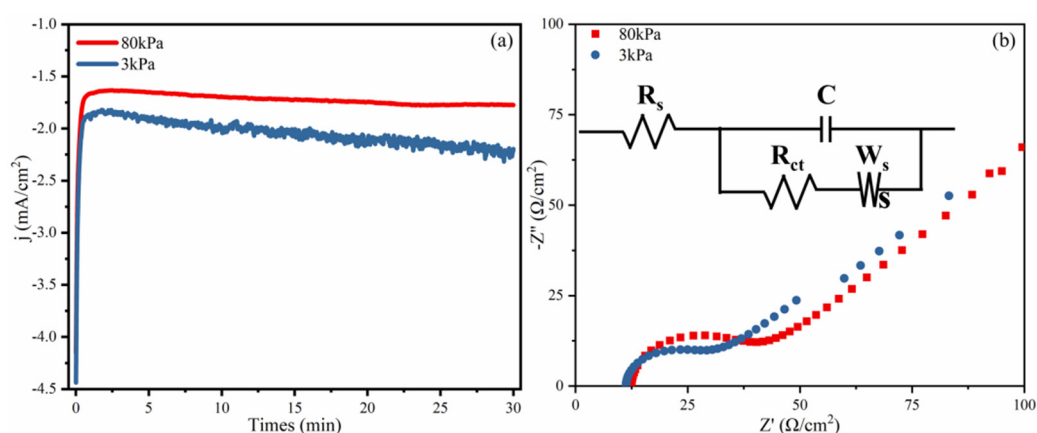 (a)
80kPa
3kPa
j (mA/cm²)
-1.0
-1.5
-2.0
-2.5
-3.0
-3.5
-4.0
-4.5
0 5 10 15 20 25 30
Times (min)
(b)
80kPa
3kPa
Rs C
Rct Ws
s
-Z'' (Ω/cm²)
100
75
50
25
0
0 25 50 75 100
Z' (Ω/cm²)